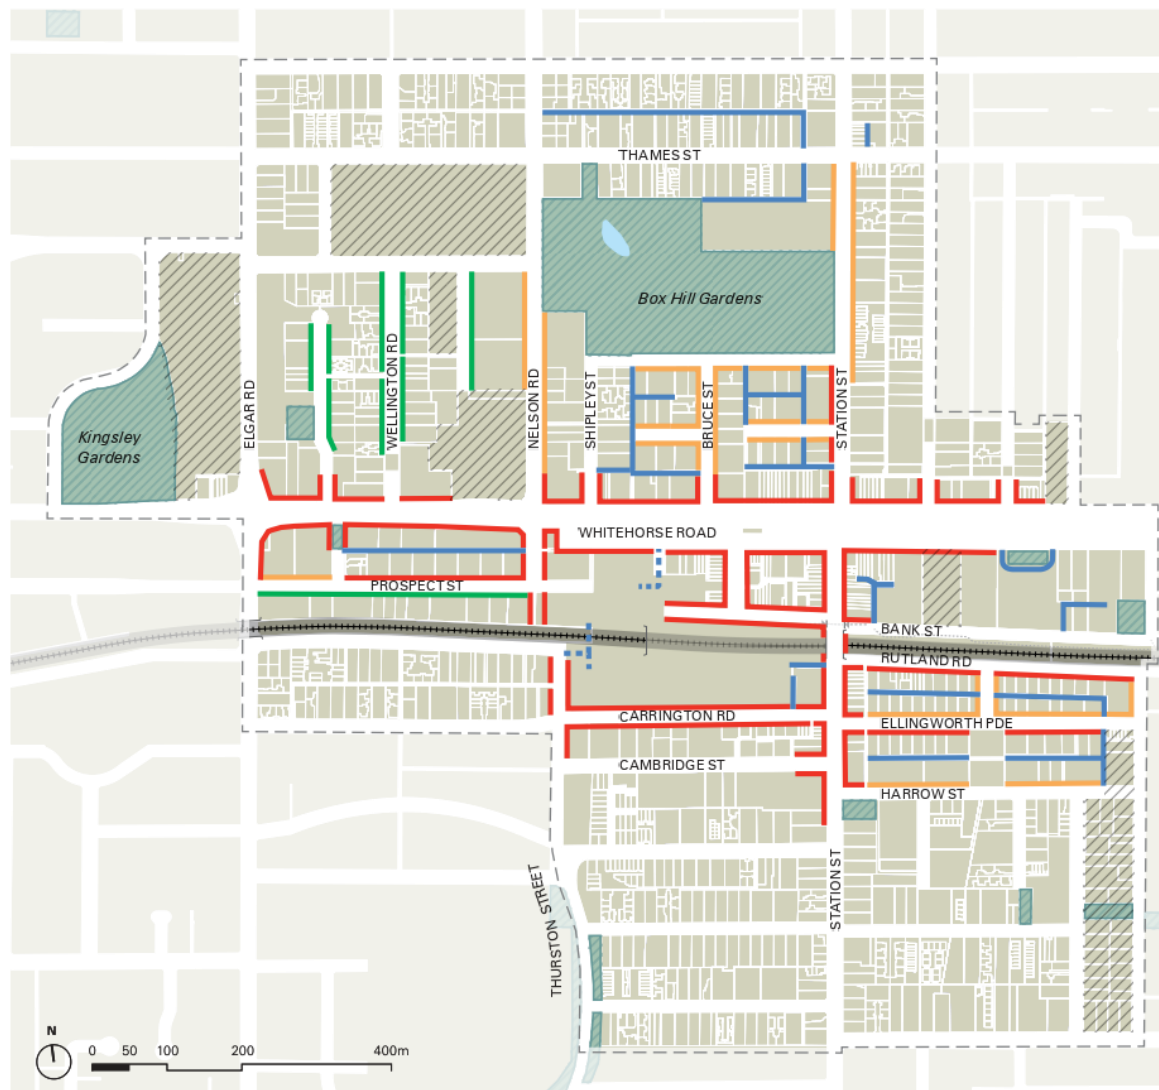 THAMES ST
Box Hill Gardens
WELLINGTON RD
ELGAR RD
NELSON RD
SHIPLEY ST
BRUCE ST
STATION ST
Kingsley
Gardens
WHITEHORSE ROAD
PROSPECT ST
BANK ST
RUTLAND RD
CARRINGTON RD
ELLINGWORTH PDE
CAMBRIDGE ST
HARROW ST
STATION ST
THURSTON STREET
N
0 50 100 200 400m